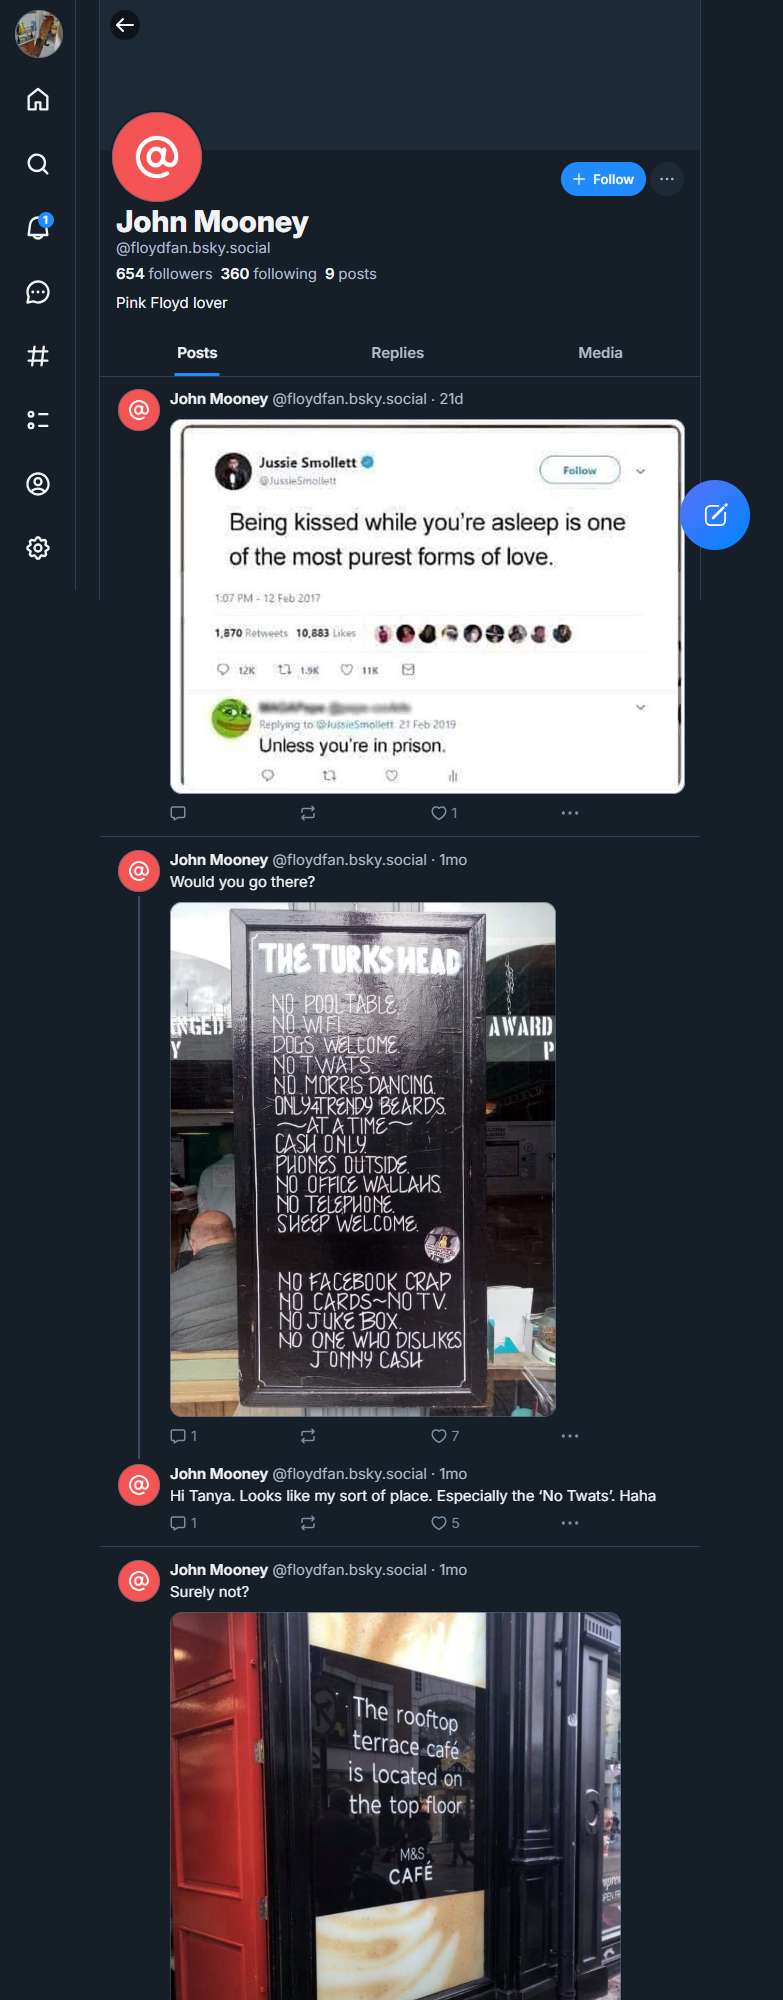 1
Follow
John Mooney
@floydfan.bsky.social
654 followers 360 following 9 posts
Pink Floyd lover
Posts Replies Media
John Mooney @floydfan.bsky.social · 21d
Jussie Smollett
@JussieSmollett
Follow
Being kissed while you're asleep is one
of the most purest forms of love.
1:07 PM - 12 Feb 2017
1,870 Retweets 10,883 Likes
12K 1.9K 11K
Replying to @JussieSmollett 21 Feb 2019
Unless you're in prison.
1
John Mooney @floydfan.bsky.social · 1mo
Would you go there?
THE TURKS HEAD
NO POOL TABLE.
NO WIFI
DOGS WELCOME.
NO TWATS.
NO MORRIS DANCING.
ONLY 4 TRENDY BEARDS.
~AT A TIME~
CASH ONLY.
PHONES OUTSIDE.
NO OFFICE WALLAHS.
NO TELEPHONE.
SHEEP WELCOME.
NO FACEBOOK CRAP
NO CARDS~NO TV.
NO JUKE BOX.
NO ONE WHO DISLIKES
JONNY CASH
NGED
Y
AWARD
P
1 7
John Mooney @floydfan.bsky.social · 1mo
Hi Tanya. Looks like my sort of place. Especially the ‘No Twats’. Haha
1 5
John Mooney @floydfan.bsky.social · 1mo
Surely not?
The rooftop
terrace café
is located on
the top floor
M&S
CAFÉ